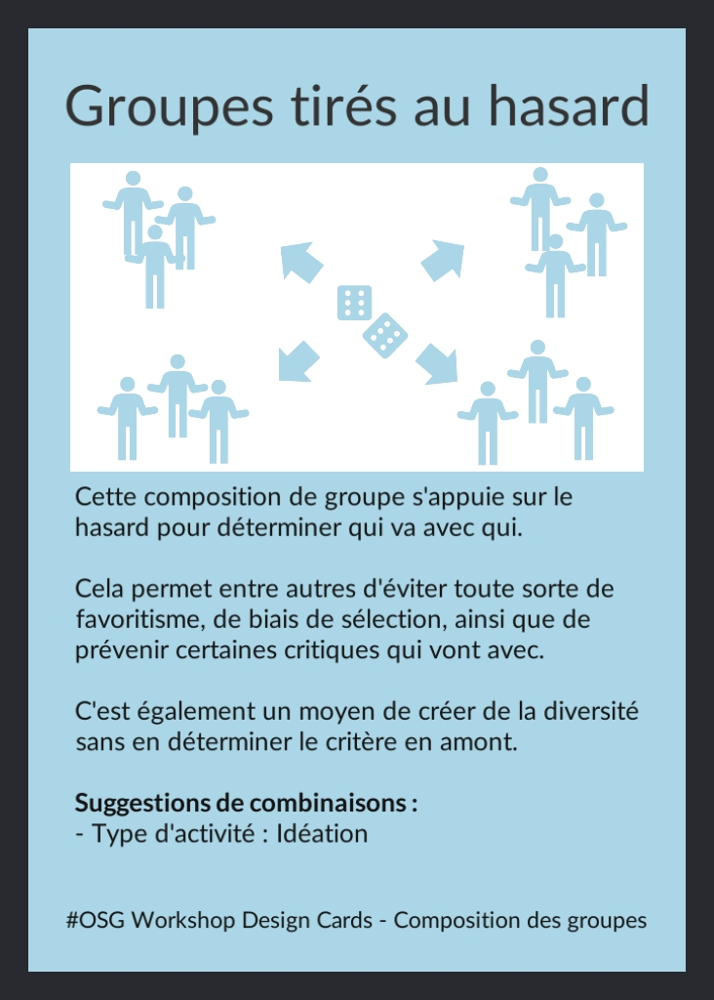 Groupes tirés au hasard
Cette composition de groupe s'appuie sur le
hasard pour déterminer qui va avec qui.
Cela permet entre autres d'éviter toute sorte de
favoritisme, de biais de sélection, ainsi que de
prévenir certaines critiques qui vont avec.
C'est également un moyen de créer de la diversité
sans en déterminer le critère en amont.
Suggestions de combinaisons :
- Type d'activité : Idéation
#OSG Workshop Design Cards - Composition des groupes